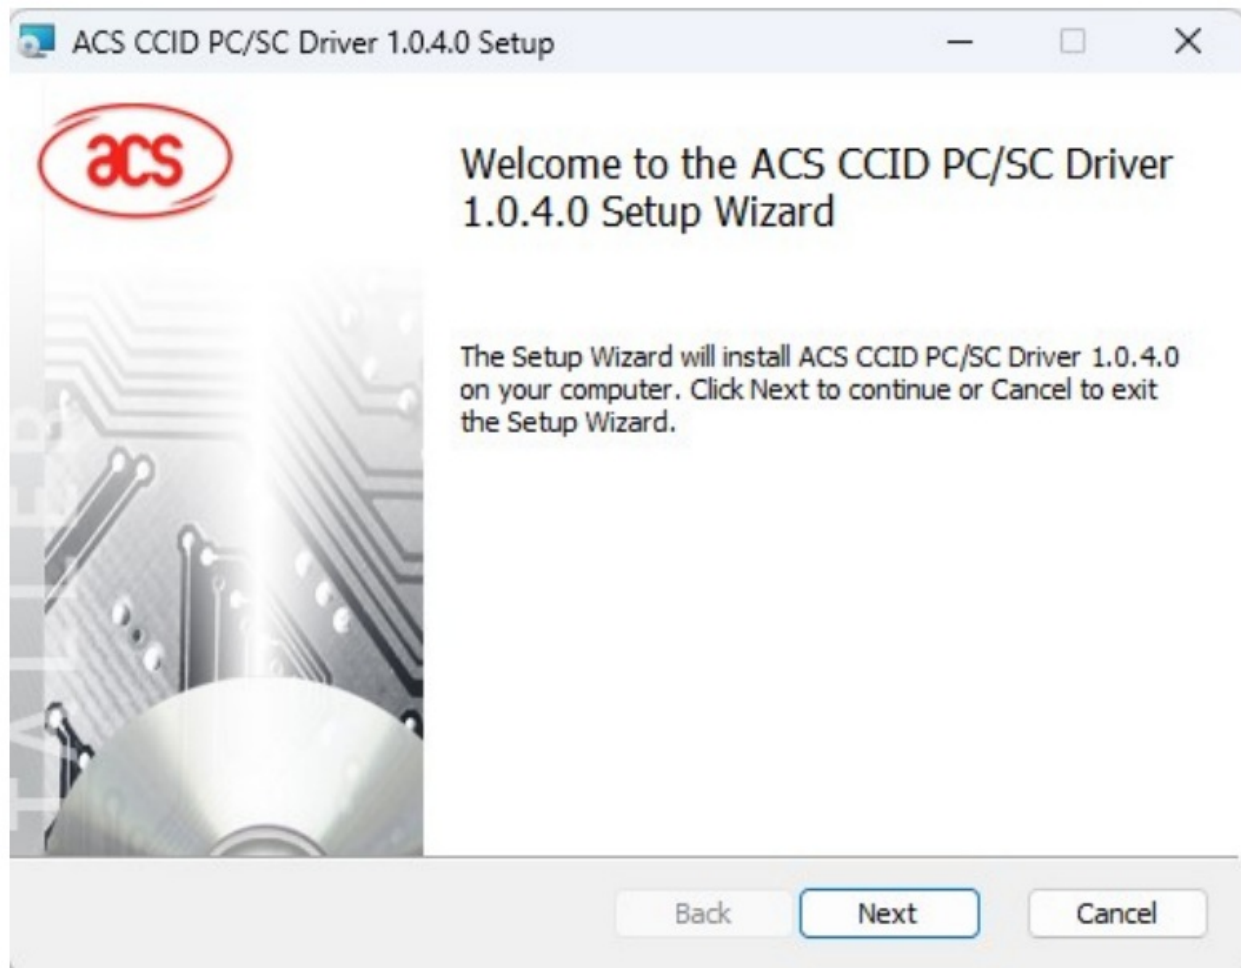 ACS CCID PC/SC Driver 1.0.4.0 Setup
acs
Welcome to the ACS CCID PC/SC Driver
1.0.4.0 Setup Wizard
The Setup Wizard will install ACS CCID PC/SC Driver 1.0.4.0
on your computer. Click Next to continue or Cancel to exit
the Setup Wizard.
Back
Next
Cancel